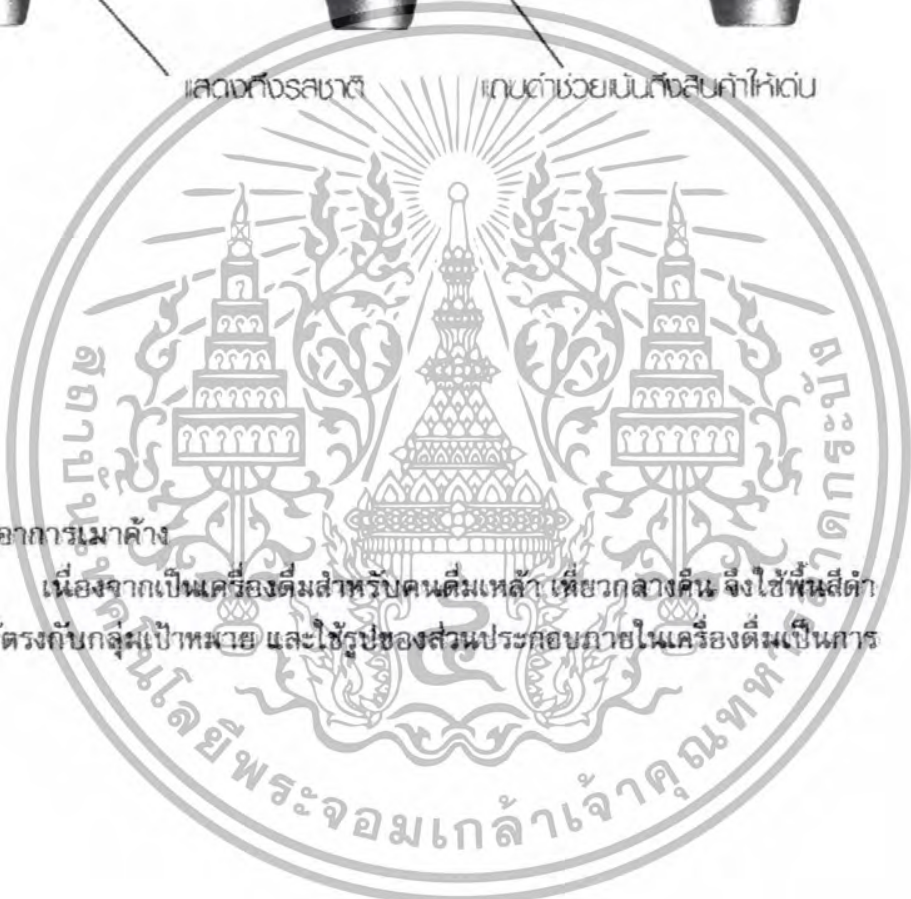 แสดงถึงรสชาติ
แถบดำช่วยเน้นถึงสินค้าให้เด่น
อาการเมาค้าง
เนื่องจากเป็นเครื่องดื่มสำหรับคนดื่มเหล้า เที่ยวกลางคืน จึงใช้พื้นสีดำ
ตรงกับกลุ่มเป้าหมาย และใช้รูปของส่วนประกอบภายในเครื่องดื่มเป็นการ
สถาบันเทคโนโลยีพระจอมเกล้าเจ้าคุณทหารลาดกระบัง